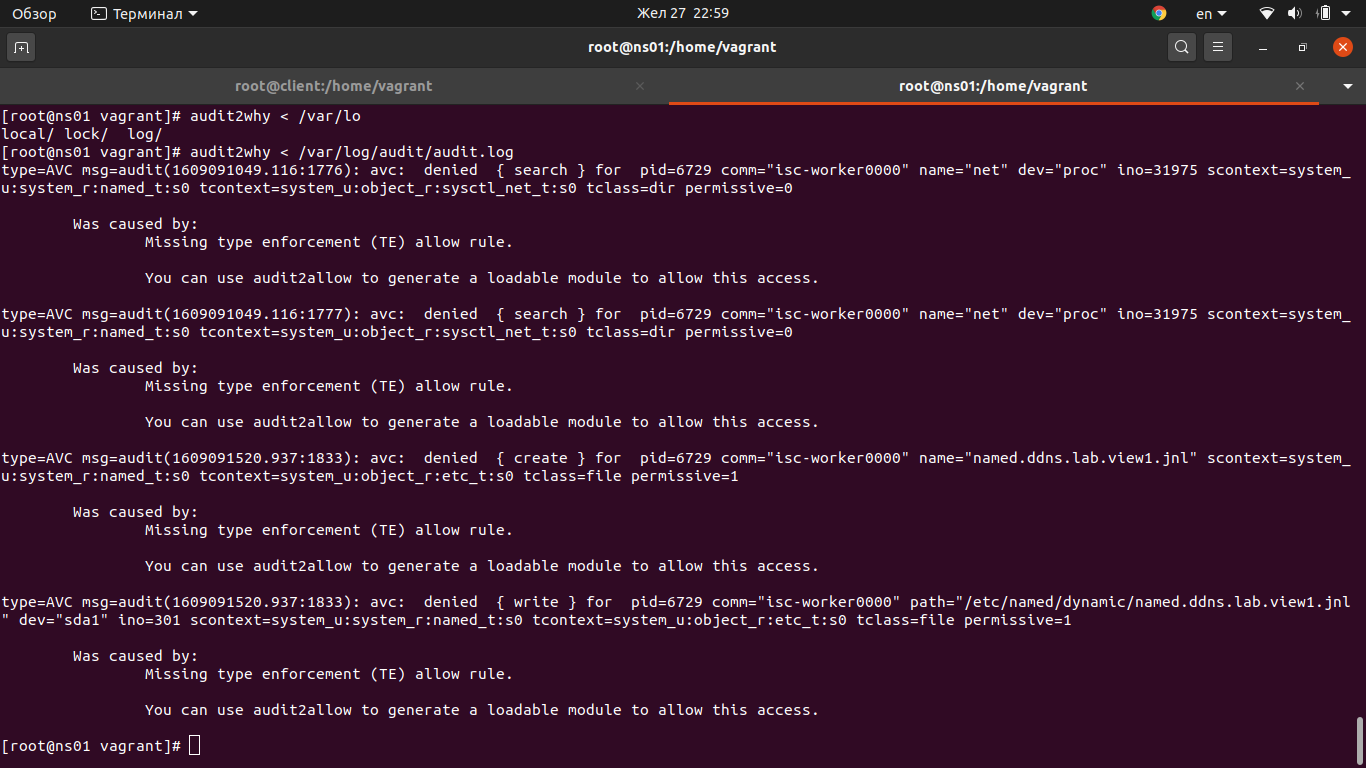 Обзор Терминал Жел 27 22:59 en
root@ns01:/home/vagrant
root@client:/home/vagrant root@ns01:/home/vagrant
[root@ns01 vagrant]# audit2why < /var/lo
local/ lock/  log/
[root@ns01 vagrant]# audit2why < /var/log/audit/audit.log
type=AVC msg=audit(1609091049.116:1776): avc:  denied  { search } for  pid=6729 comm="isc-worker0000" name="net" dev="proc" ino=31975 scontext=system_
u:system_r:named_t:s0 tcontext=system_u:object_r:sysctl_net_t:s0 tclass=dir permissive=0
Was caused by:
Missing type enforcement (TE) allow rule.
You can use audit2allow to generate a loadable module to allow this access.
type=AVC msg=audit(1609091049.116:1777): avc:  denied  { search } for  pid=6729 comm="isc-worker0000" name="net" dev="proc" ino=31975 scontext=system_
u:system_r:named_t:s0 tcontext=system_u:object_r:sysctl_net_t:s0 tclass=dir permissive=0
Was caused by:
Missing type enforcement (TE) allow rule.
You can use audit2allow to generate a loadable module to allow this access.
type=AVC msg=audit(1609091520.937:1833): avc:  denied  { create } for  pid=6729 comm="isc-worker0000" name="named.ddns.lab.view1.jnl" scontext=system_
u:system_r:named_t:s0 tcontext=system_u:object_r:etc_t:s0 tclass=file permissive=1
Was caused by:
Missing type enforcement (TE) allow rule.
You can use audit2allow to generate a loadable module to allow this access.
type=AVC msg=audit(1609091520.937:1833): avc:  denied  { write } for  pid=6729 comm="isc-worker0000" path="/etc/named/dynamic/named.ddns.lab.view1.jnl
" dev="sda1" ino=301 scontext=system_u:system_r:named_t:s0 tcontext=system_u:object_r:etc_t:s0 tclass=file permissive=1
Was caused by:
Missing type enforcement (TE) allow rule.
You can use audit2allow to generate a loadable module to allow this access.
[root@ns01 vagrant]#